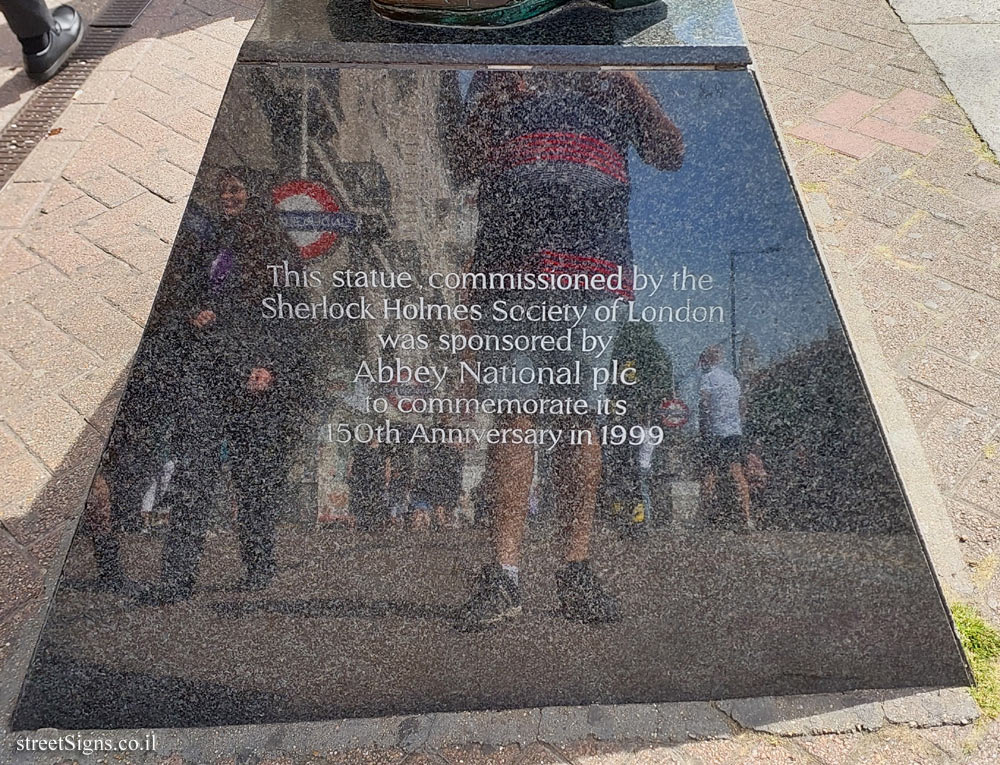 This statue, commissioned by the
Sherlock Holmes Society of London
was sponsored by
Abbey National plc
to commemorate its
150th Anniversary in 1999
streetSigns.co.il